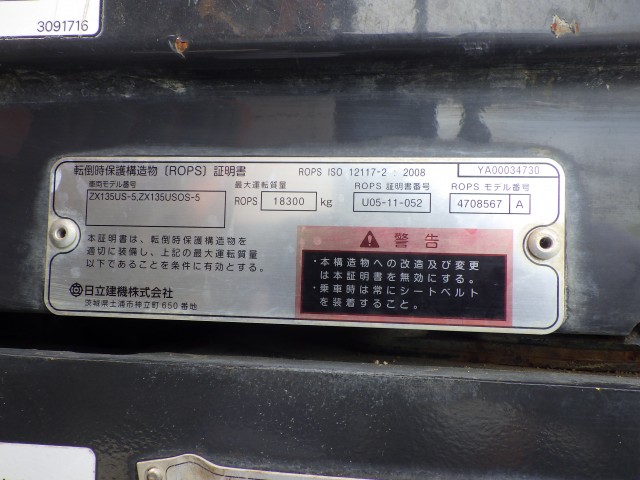 3091716
転倒時保護構造物〔ROPS〕証明書
ROPS ISO 12117-2 : 2008
YA00034730
車両モデル番号
ZX135US-5,ZX135USOS-5
最大運転質量
ROPS 18300 kg
ROPS 証明書番号
U05-11-052
ROPS モデル番号
4708567 A
本証明書は、転倒時保護構造物を
適切に装備し、上記の最大運転質量
以下であることを条件に有効とする。
日立建機株式会社
茨城県土浦市神立町650番地
警告
・本構造物への改造及び変更
は本証明書を無効にする。
・乗車時は常にシートベルト
を装着すること。